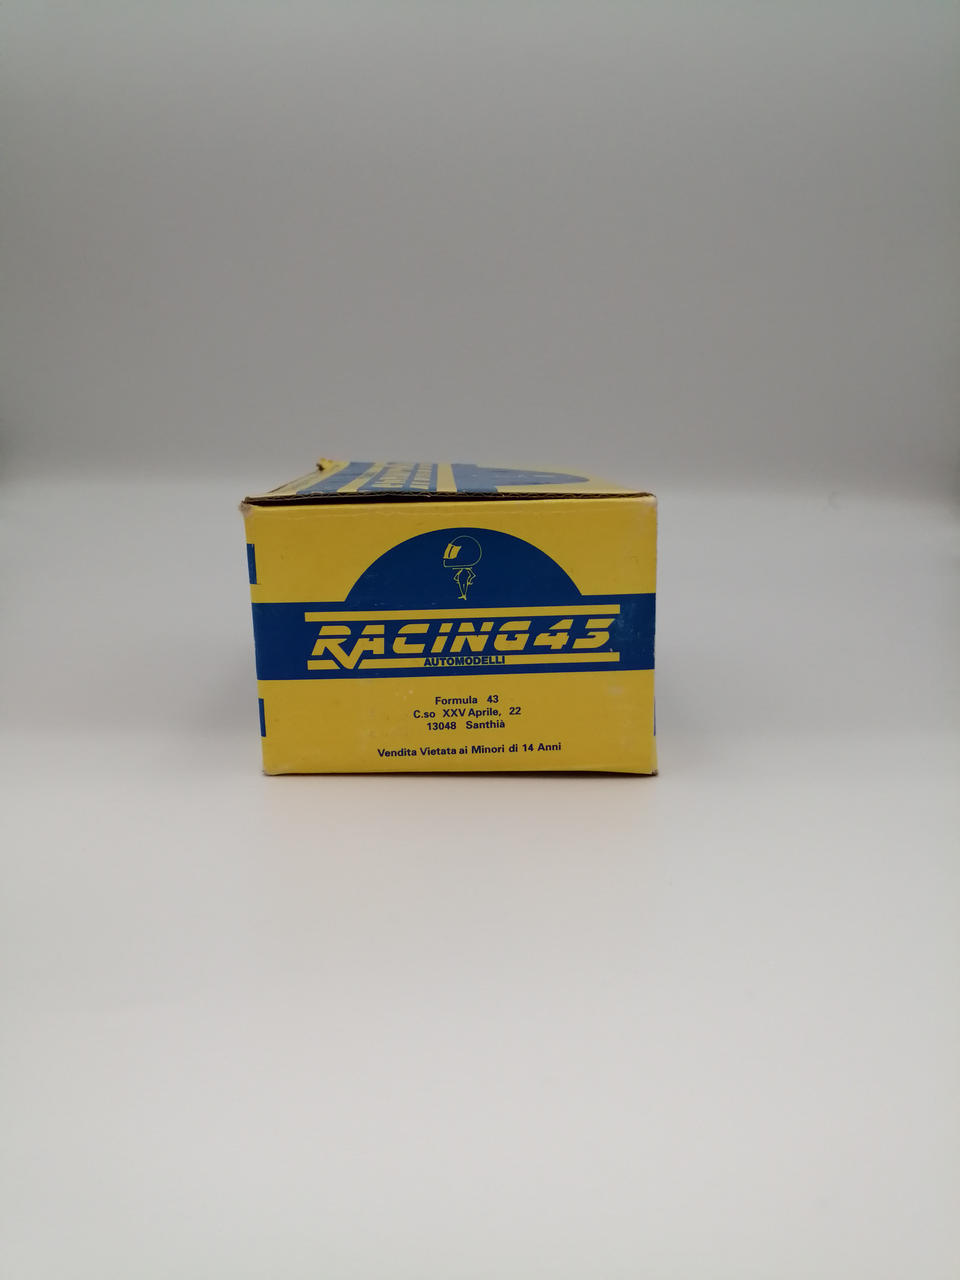 RACING43
AUTOMODELLI
Formula 43
C.so XXV Aprile, 22
13048 Santhià
Vendita Vietata ai Minori di 14 Anni